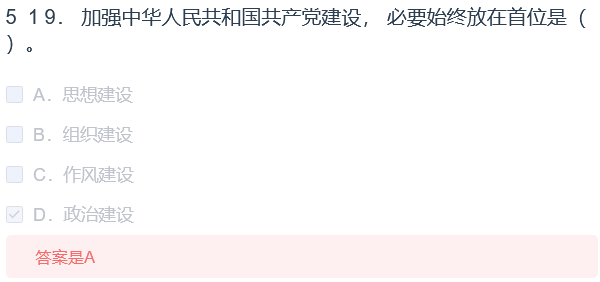 519. 加强中华人民共和国共产党建设， 必要始终放在首位是（
）。
A. 思想建设
B. 组织建设
C. 作风建设
D. 政治建设
答案是A